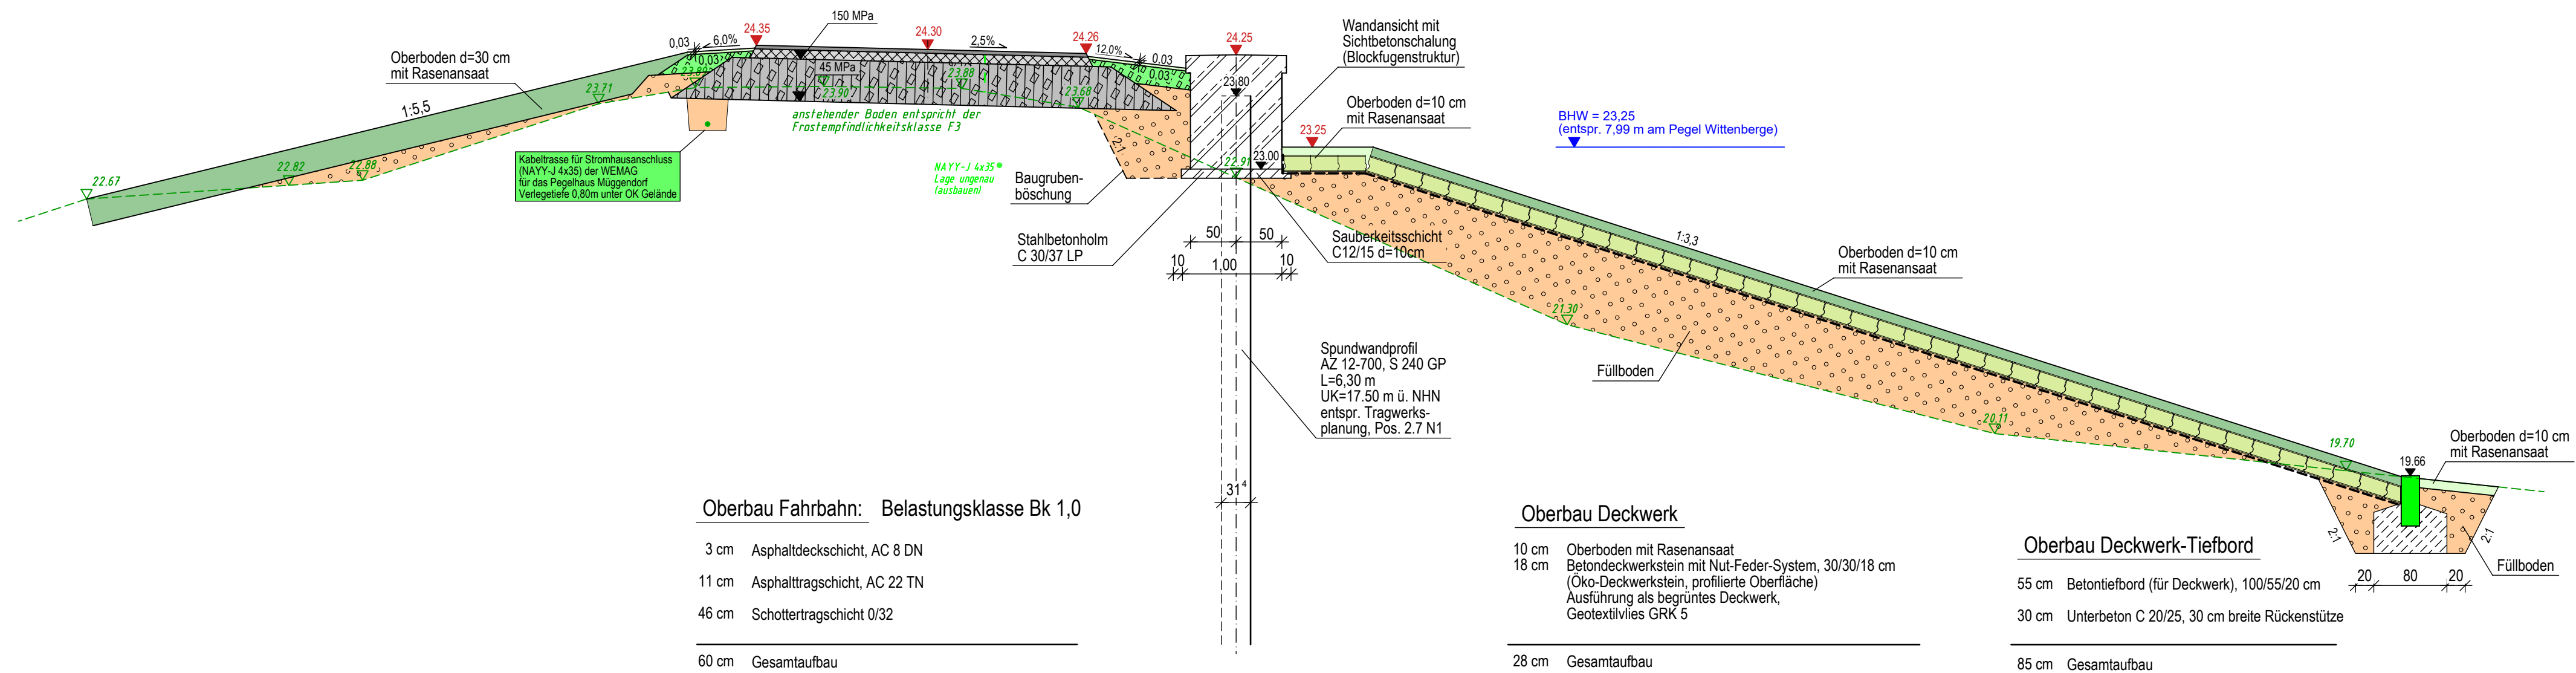 Oberboden d=30 cm
mit Rasenansaat
1:5,5
22.67
22.82
22.88
23.71
0,03
6,0%
0,03
24.35
150 MPa
24.30
2,5%
24.26
12,0%
0,03
0,03
45 MPa
23.90
23.88
23.68
anstehender Boden entspricht der
Frostempfindlichkeitsklasse F3
Kabeltrasse für Stromhausanschluss
(NAYY-J 4x35) der WEMAG
für das Pegelhaus Müggendorf
Verlegetiefe 0,80m unter OK Gelände
NAYY-J 4x35
Lage ungenau
(ausbauen)
2:1
Baugruben-
böschung
Stahlbetonholm
C 30/37 LP
24.25
23.80
22.91
23.00
Wandansicht mit
Sichtbetonschalung
(Blockfugenstruktur)
Oberboden d=10 cm
mit Rasenansaat
23.25
BHW = 23,25
(entspr. 7,99 m am Pegel Wittenberge)
50
50
10
1,00
10
Sauberkeitsschicht
C12/15 d=10cm
Spundwandprofil
AZ 12-700, S 240 GP
L=6,30 m
UK=17.50 m ü. NHN
entspr. Tragwerks-
planung, Pos. 2.7 N1
31⁴
1:3,3
21.30
Füllboden
Oberboden d=10 cm
mit Rasenansaat
20.11
19.70
19.66
Oberboden d=10 cm
mit Rasenansaat
2:1
2:1
Füllboden
20
80
20
Oberbau Fahrbahn: Belastungsklasse Bk 1,0
3 cm Asphaltdeckschicht, AC 8 DN
11 cm Asphalttragschicht, AC 22 TN
46 cm Schottertragschicht 0/32
60 cm Gesamtaufbau
Oberbau Deckwerk
10 cm Oberboden mit Rasenansaat
18 cm Betondeckwerkstein mit Nut-Feder-System, 30/30/18 cm
(Öko-Deckwerkstein, profilierte Oberfläche)
Ausführung als begrüntes Deckwerk,
Geotextilvlies GRK 5
28 cm Gesamtaufbau
Oberbau Deckwerk-Tiefbord
55 cm Betontiefbord (für Deckwerk), 100/55/20 cm
30 cm Unterbeton C 20/25, 30 cm breite Rückenstütze
85 cm Gesamtaufbau